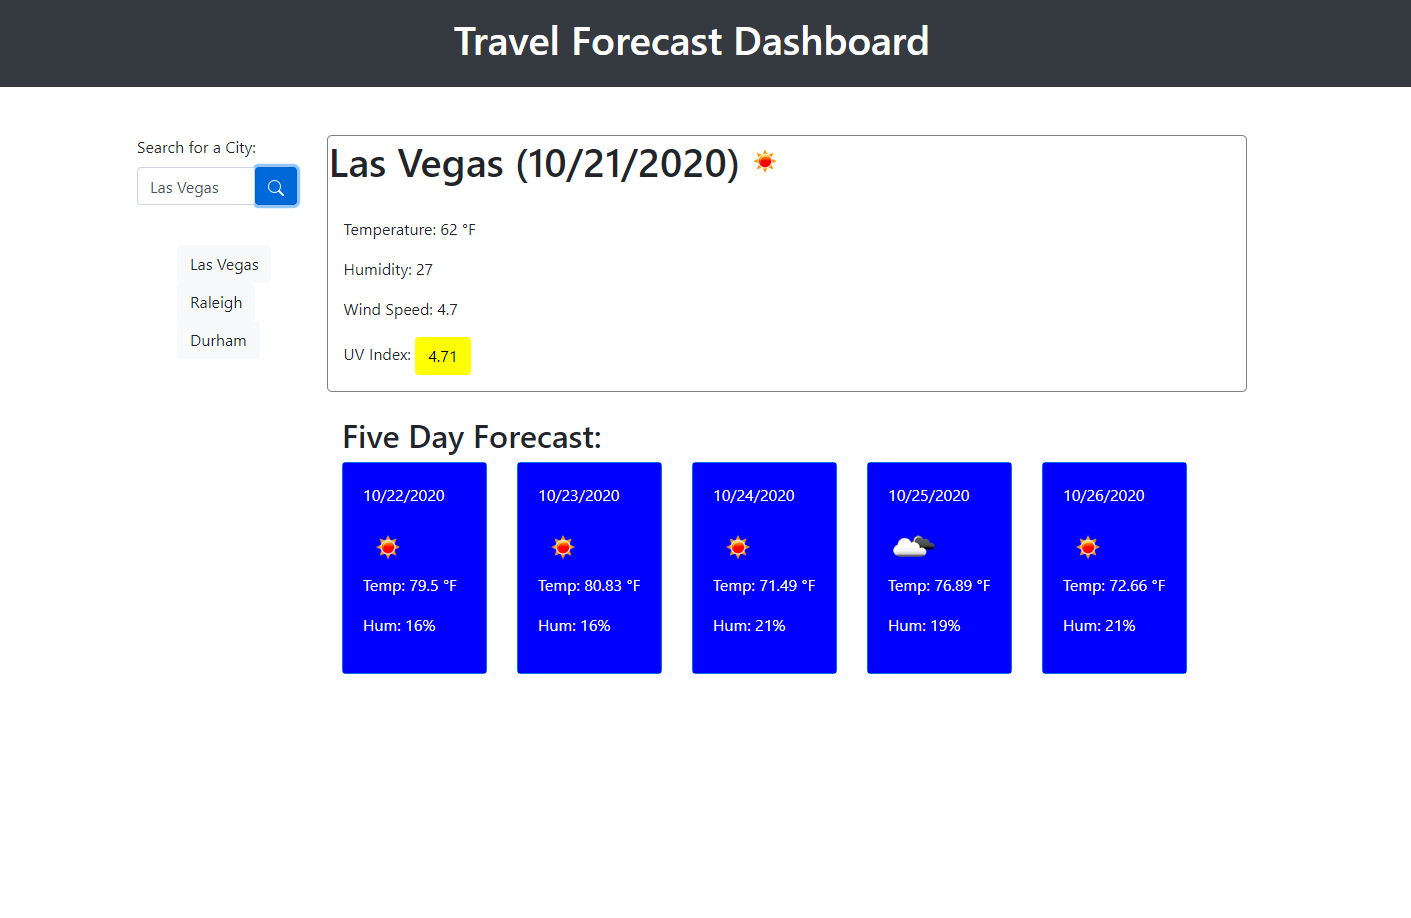 Travel Forecast Dashboard
Search for a City:
Las Vegas
Las Vegas
Raleigh
Durham
Las Vegas (10/21/2020)
Temperature: 62 °F
Humidity: 27
Wind Speed: 4.7
UV Index: 4.71
Five Day Forecast:
10/22/2020
Temp: 79.5 °F
Hum: 16%
10/23/2020
Temp: 80.83 °F
Hum: 16%
10/24/2020
Temp: 71.49 °F
Hum: 21%
10/25/2020
Temp: 76.89 °F
Hum: 19%
10/26/2020
Temp: 72.66 °F
Hum: 21%